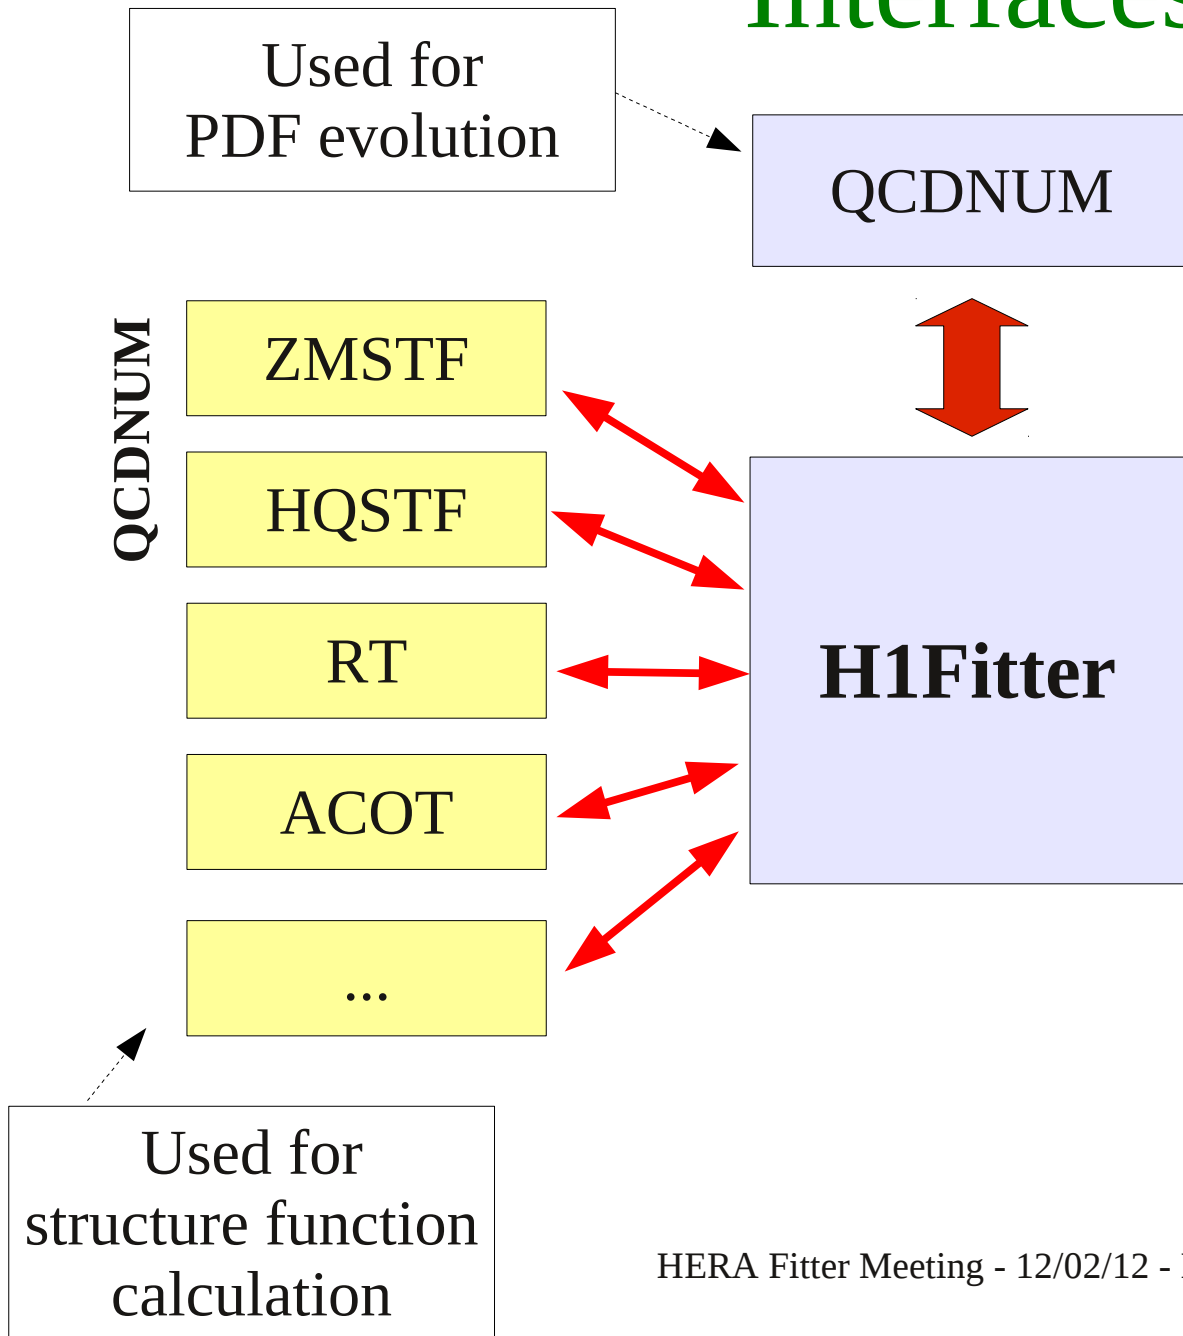 Interfaces
Used for
PDF evolution
QCDNUM
QCDNUM
ZMSTF
HQSTF
RT
ACOT
...
H1Fitter
Used for
structure function
calculation
HERA Fitter Meeting - 12/02/12 -